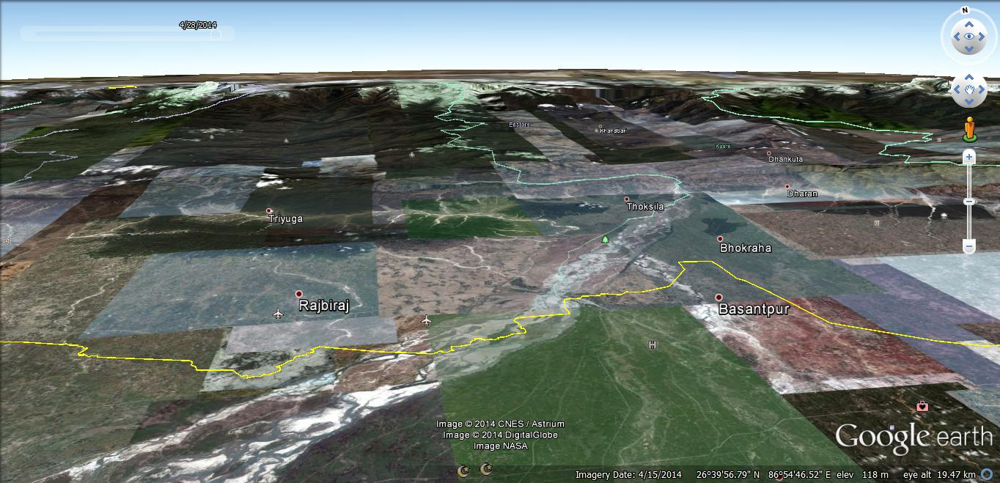 4/28/2014
N
Eastern
Khandbari
Kosi
Dhankuta
Dharan
Triyuga
Thoksila
Bhokraha
Rajbiraj
Basantpur
H
Image © 2014 CNES / Astrium
Image © 2014 DigitalGlobe
Image NASA
Google earth
Imagery Date: 4/15/2014 26°39'56.79" N 86°54'46.52" E elev 118 m eye alt 19.47 km